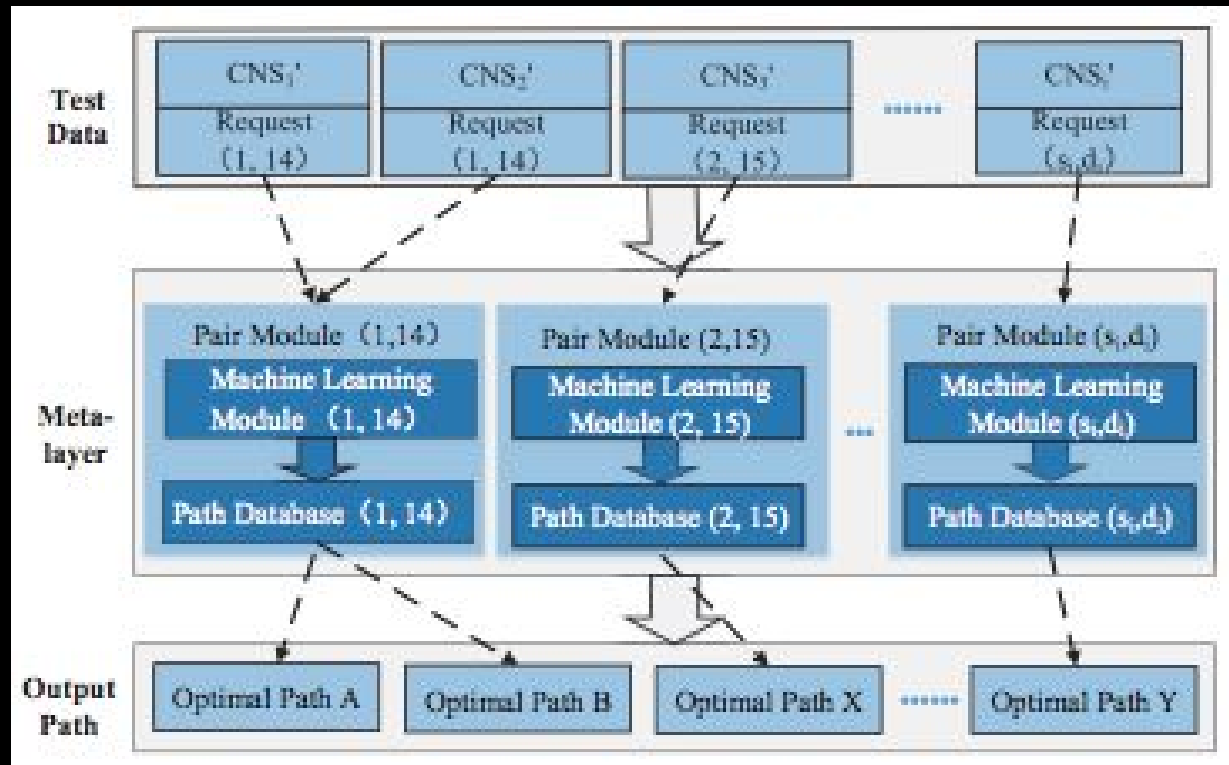 Test
Data
CNS₁'
Request
(1, 14)
CNS₂'
Request
(1, 14)
CNS₃'
Request
(2, 15)
......
CNSᵢ'
Request
(sᵢ,dᵢ)
Meta-
layer
Pair Module (1,14)
Machine Learning
Module (1, 14)
Path Database (1, 14)
Pair Module (2,15)
Machine Learning
Module (2, 15)
Path Database (2, 15)
...
Pair Module (sᵢ,dᵢ)
Machine Learning
Module (sᵢ,dᵢ)
Path Database (sᵢ,dᵢ)
Output
Path
Optimal Path A
Optimal Path B
Optimal Path X
......
Optimal Path Y